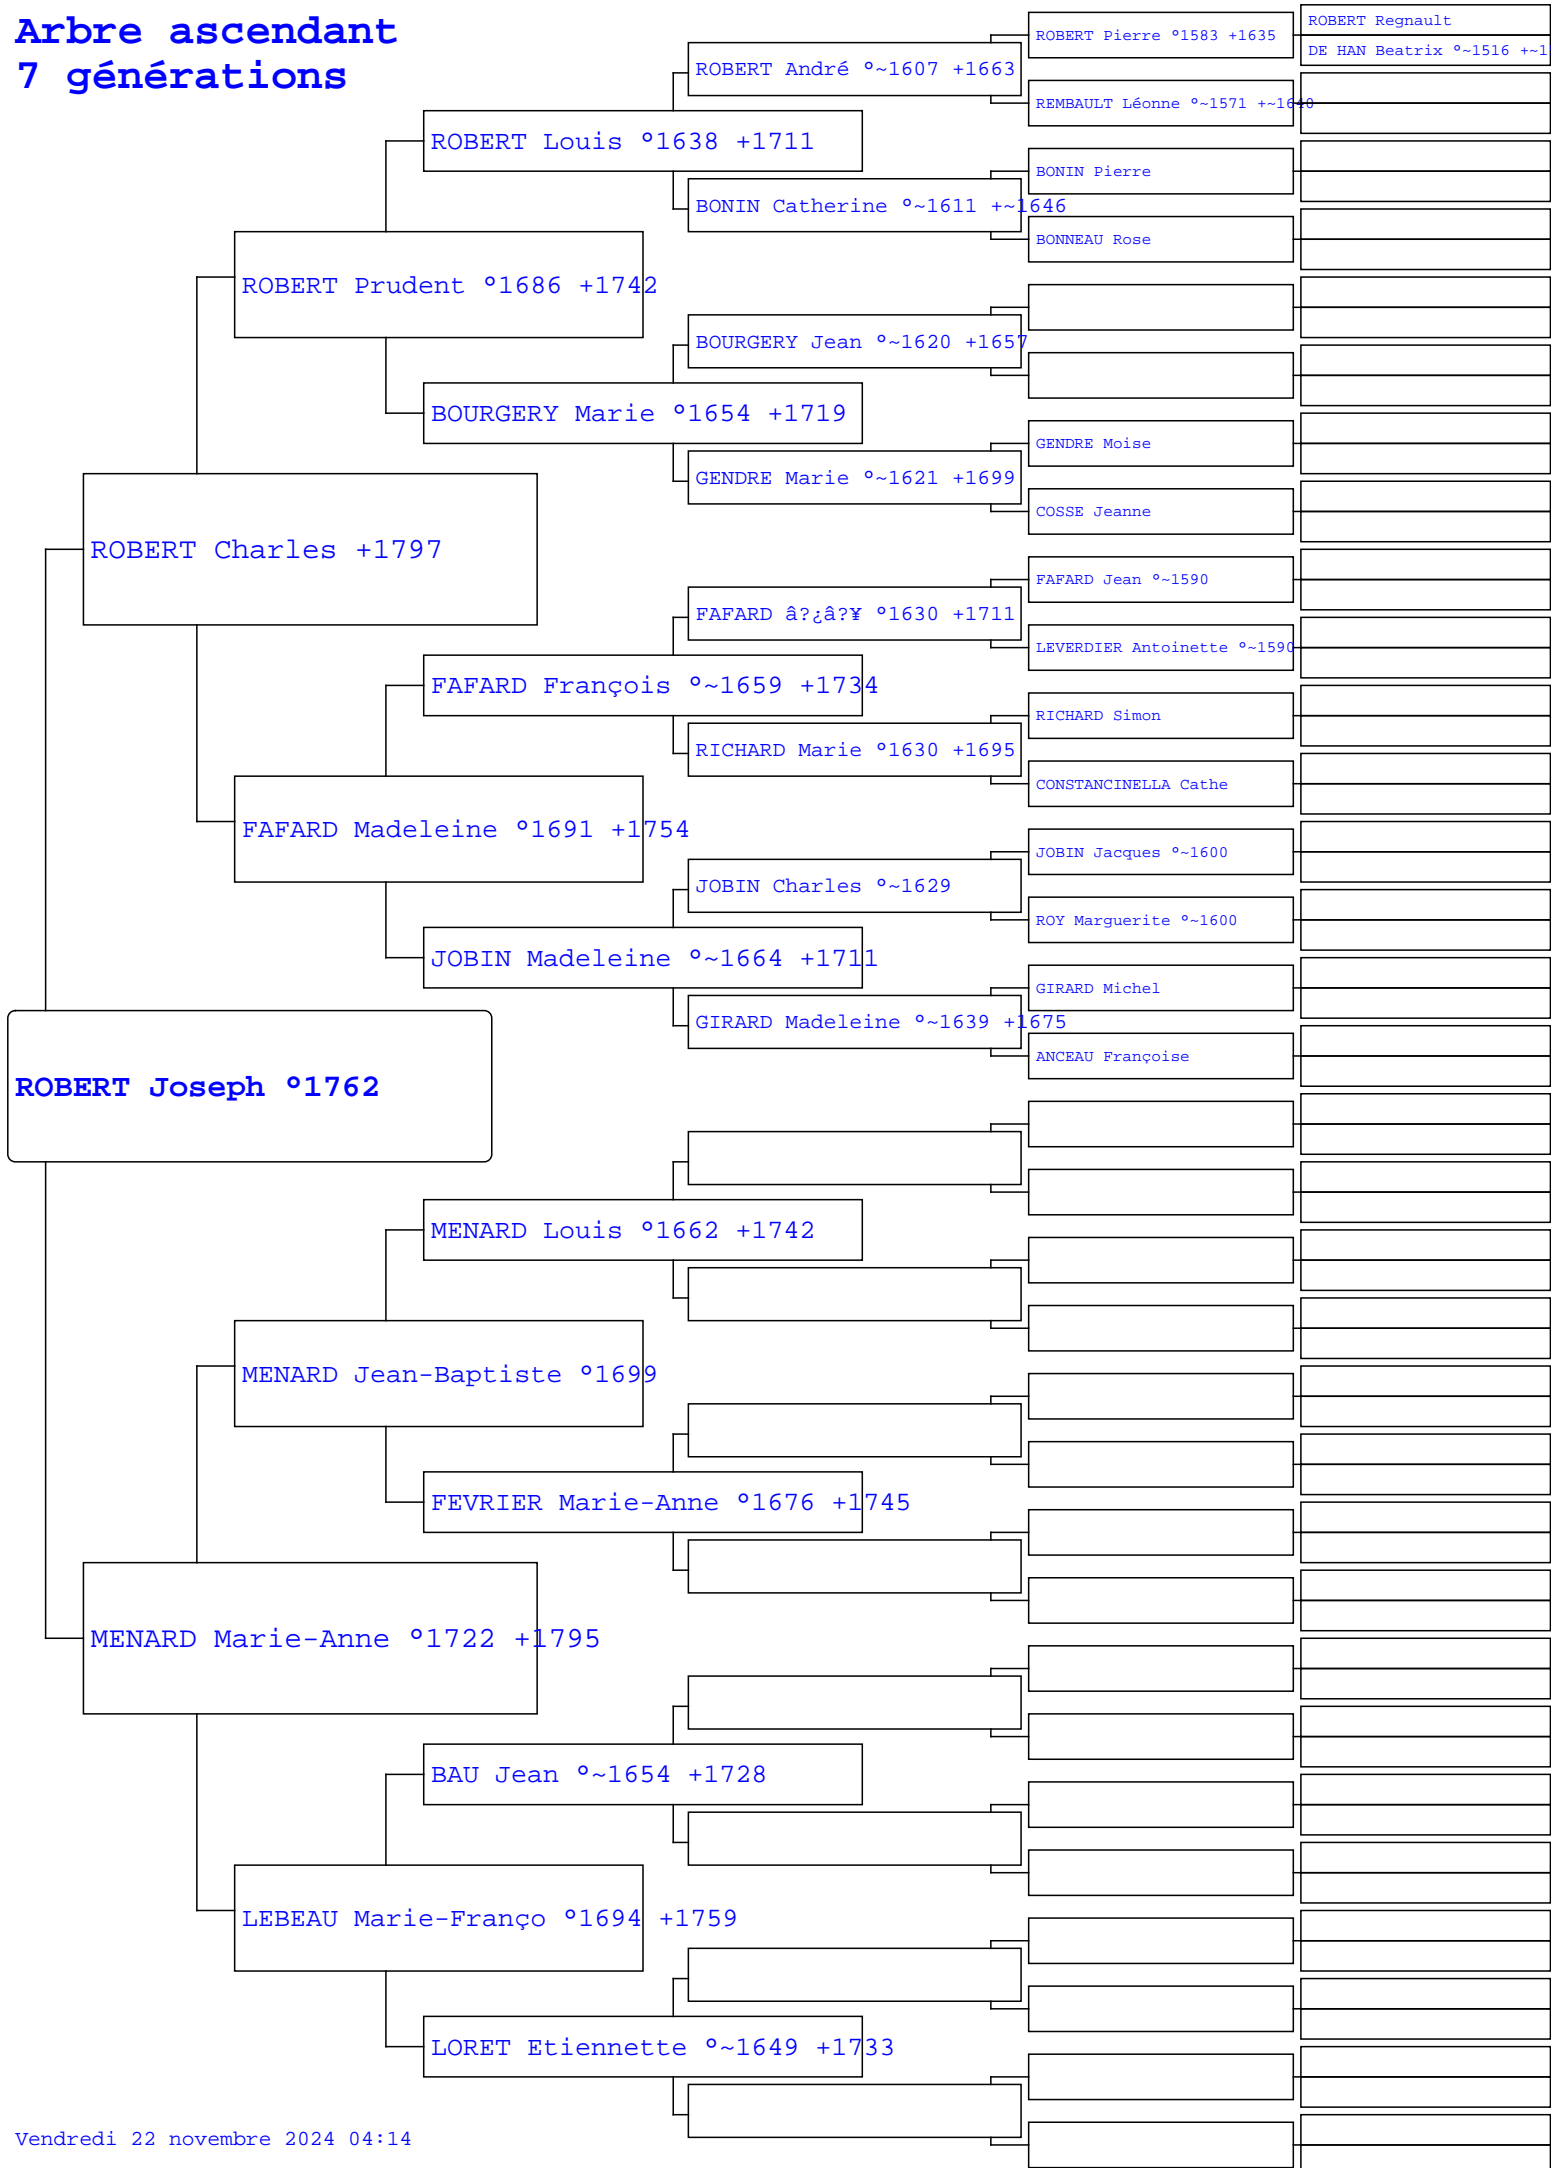 Arbre ascendant
7 générations
ROBERT Regnault
ROBERT Pierre °1583 +1635
DE HAN Beatrix °~1516 +~1
ROBERT André °~1607 +1663
REMBAULT Léonne °~1571 +~1640
ROBERT Louis °1638 +1711
BONIN Pierre
BONIN Catherine °~1611 +~1646
BONNEAU Rose
ROBERT Prudent °1686 +1742
BOURGERY Jean °~1620 +1657
BOURGERY Marie °1654 +1719
GENDRE Moise
GENDRE Marie °~1621 +1699
COSSE Jeanne
ROBERT Charles +1797
FAFARD Jean °~1590
FAFARD â?¿â?¥ °1630 +1711
LEVERDIER Antoinette °~1590
FAFARD François °~1659 +1734
RICHARD Simon
RICHARD Marie °1630 +1695
CONSTANCINELLA Cathe
FAFARD Madeleine °1691 +1754
JOBIN Jacques °~1600
JOBIN Charles °~1629
ROY Marguerite °~1600
JOBIN Madeleine °~1664 +1711
GIRARD Michel
GIRARD Madeleine °~1639 +1675
ANCEAU Françoise
ROBERT Joseph °1762
MENARD Louis °1662 +1742
MENARD Jean-Baptiste °1699
FEVRIER Marie-Anne °1676 +1745
MENARD Marie-Anne °1722 +1795
BAU Jean °~1654 +1728
LEBEAU Marie-Franço °1694 +1759
LORET Etiennette °~1649 +1733
Vendredi 22 novembre 2024 04:14